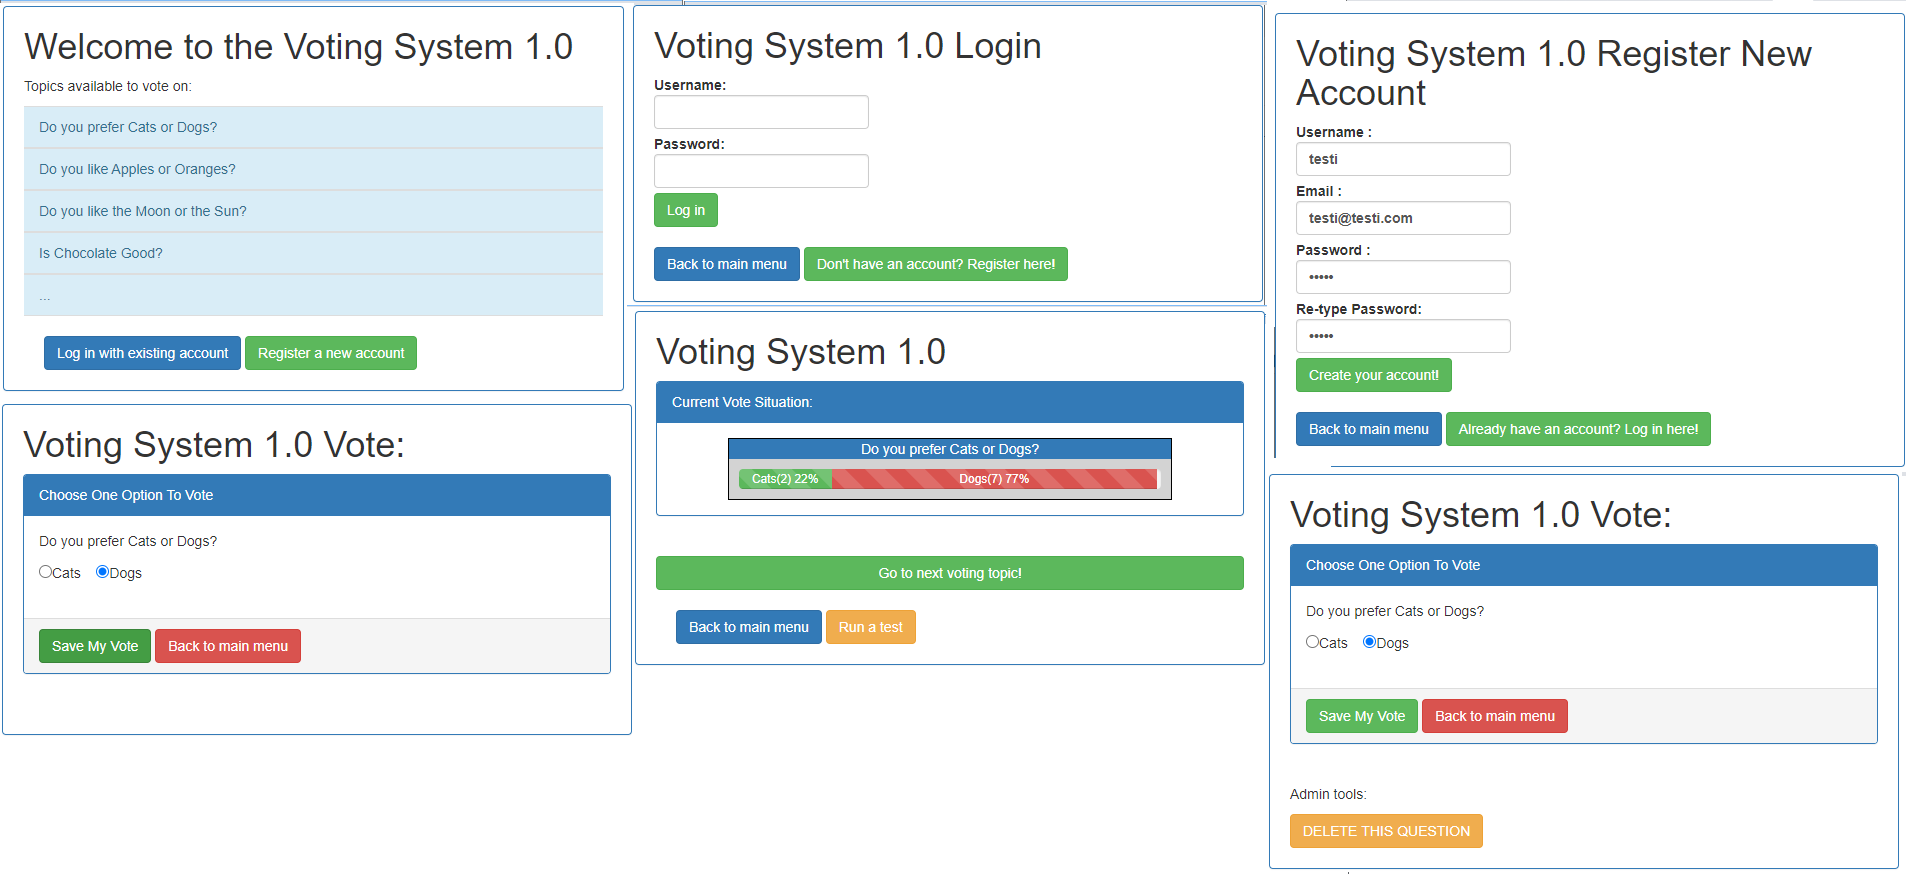 Welcome to the Voting System 1.0
Topics available to vote on:
Do you prefer Cats or Dogs?
Do you like Apples or Oranges?
Do you like the Moon or the Sun?
Is Chocolate Good?
...
Log in with existing account
Register a new account
Voting System 1.0 Vote:
Choose One Option To Vote
Do you prefer Cats or Dogs?
Cats Dogs
Save My Vote
Back to main menu
Voting System 1.0 Login
Username:
Password:
Log in
Back to main menu
Don't have an account? Register here!
Voting System 1.0
Current Vote Situation:
Do you prefer Cats or Dogs?
Cats(2) 22% Dogs(7) 77%
Go to next voting topic!
Back to main menu
Run a test
Voting System 1.0 Register New
Account
Username :
testi
Email :
testi@testi.com
Password :
•••••
Re-type Password:
•••••
Create your account!
Back to main menu
Already have an account? Log in here!
Voting System 1.0 Vote:
Choose One Option To Vote
Do you prefer Cats or Dogs?
Cats Dogs
Save My Vote
Back to main menu
Admin tools:
DELETE THIS QUESTION